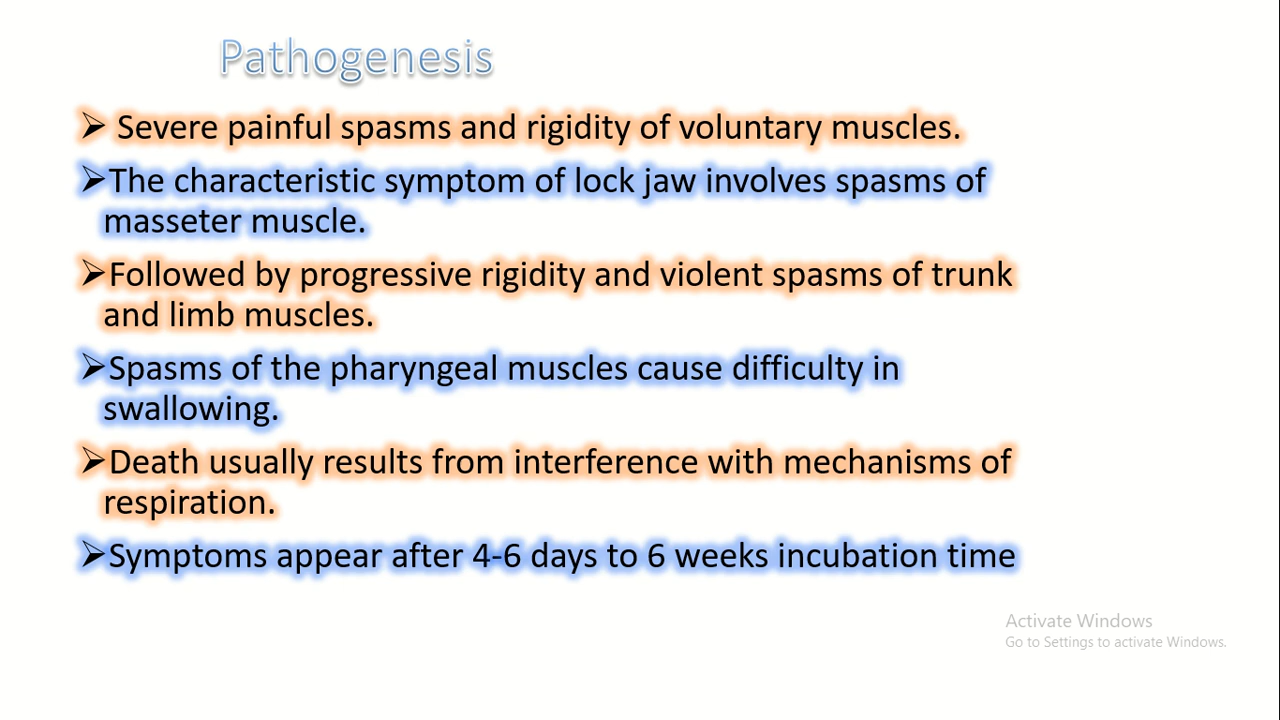 Pathogenesis
➢ Severe painful spasms and rigidity of voluntary muscles.
➢The characteristic symptom of lock jaw involves spasms of
masseter muscle.
➢Followed by progressive rigidity and violent spasms of trunk
and limb muscles.
➢Spasms of the pharyngeal muscles cause difficulty in
swallowing.
➢Death usually results from interference with mechanisms of
respiration.
➢Symptoms appear after 4-6 days to 6 weeks incubation time
Activate Windows
Go to Settings to activate Windows.